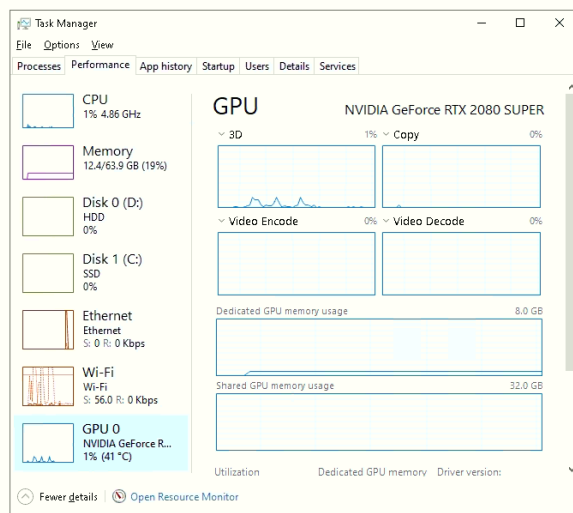 Task Manager
File Options View
Processes Performance App history Startup Users Details Services
CPU
1% 4.86 GHz
Memory
12.4/63.9 GB (19%)
Disk 0 (D:)
HDD
0%
Disk 1 (C:)
SSD
0%
Ethernet
Ethernet
S: 0 R: 0 Kbps
Wi-Fi
Wi-Fi
S: 56.0 R: 0 Kbps
GPU 0
NVIDIA GeForce R...
1% (41 °C)
GPU NVIDIA GeForce RTX 2080 SUPER
3D 1% Copy 0%
Video Encode 0% Video Decode 0%
Dedicated GPU memory usage 8.0 GB
Shared GPU memory usage 32.0 GB
Utilization Dedicated GPU memory Driver version:
Fewer details Open Resource Monitor